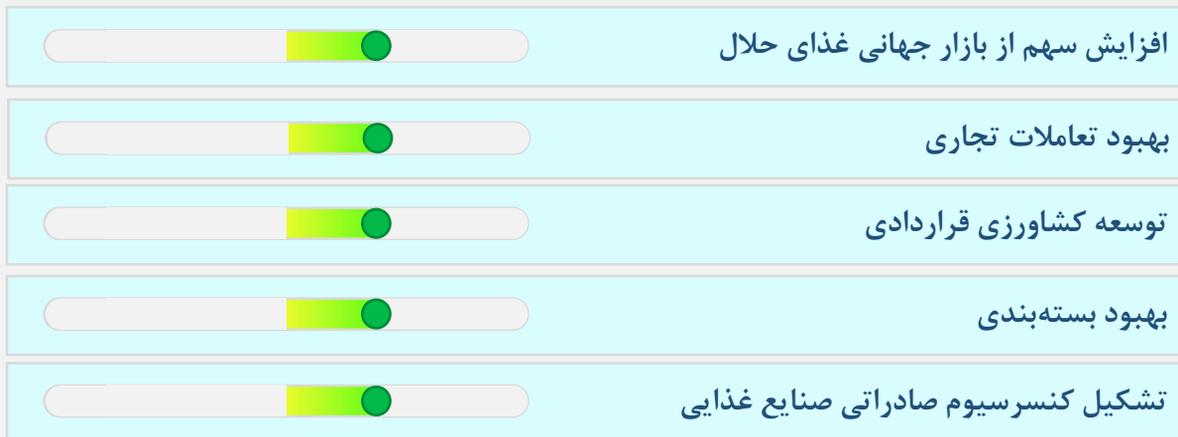 افزایش سهم از بازار جهانی غذای حلال
بهبود تعاملات تجاری
توسعه کشاورزی قراردادی
بهبود بسته‌بندی
تشکیل کنسرسیوم صادراتی صنایع غذایی